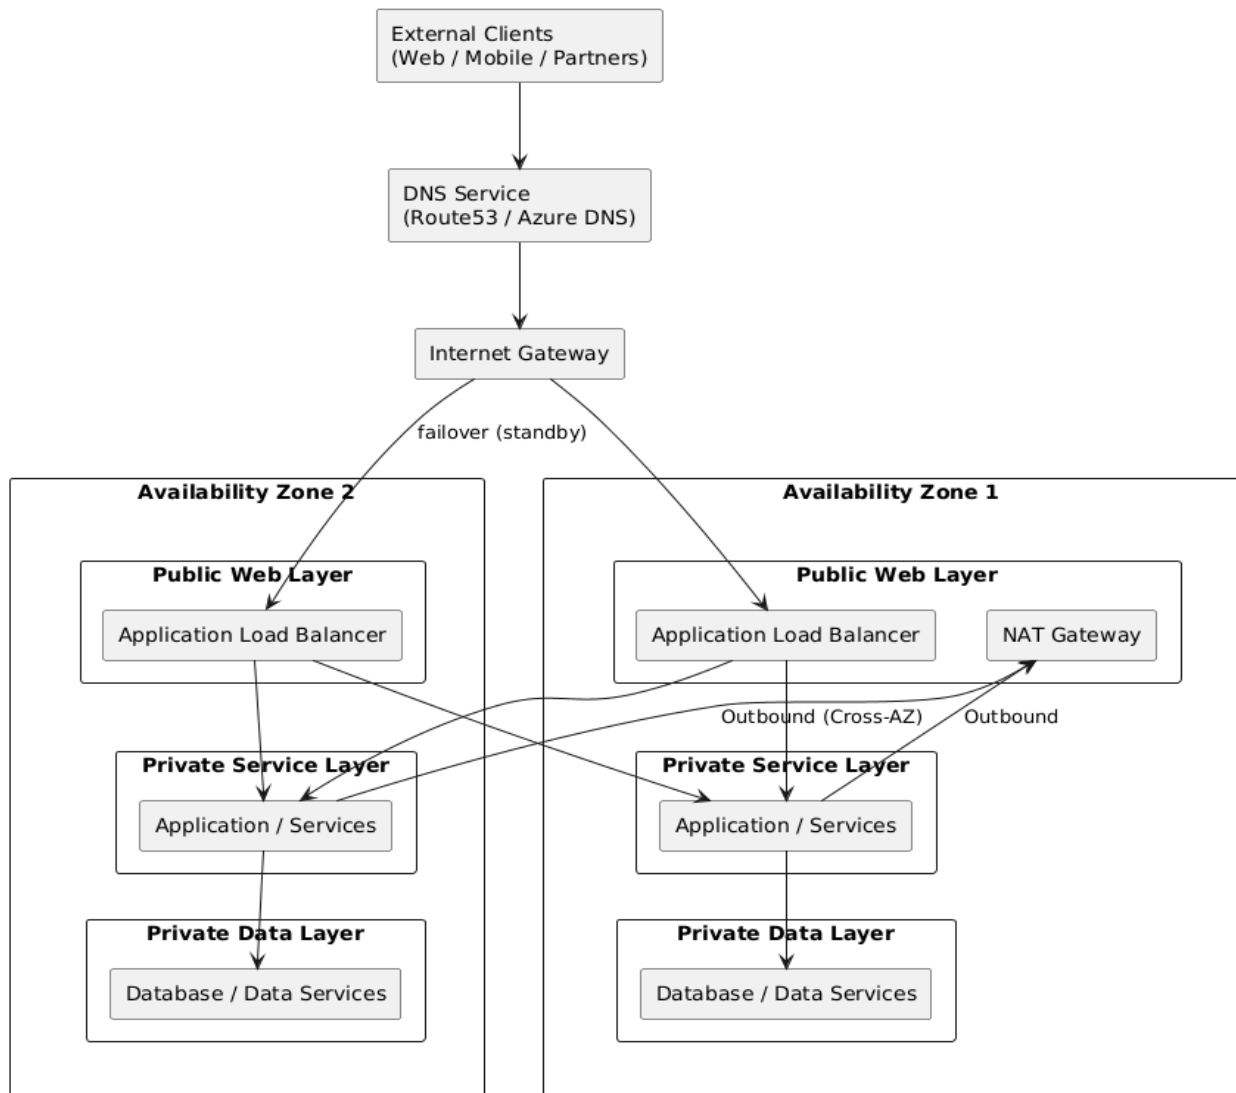 External Clients
(Web / Mobile / Partners)
DNS Service
(Route53 / Azure DNS)
Internet Gateway
failover (standby)
Availability Zone 2
Public Web Layer
Application Load Balancer
Private Service Layer
Application / Services
Private Data Layer
Database / Data Services
Availability Zone 1
Public Web Layer
Application Load Balancer
NAT Gateway
Outbound (Cross-AZ)
Outbound
Private Service Layer
Application / Services
Private Data Layer
Database / Data Services